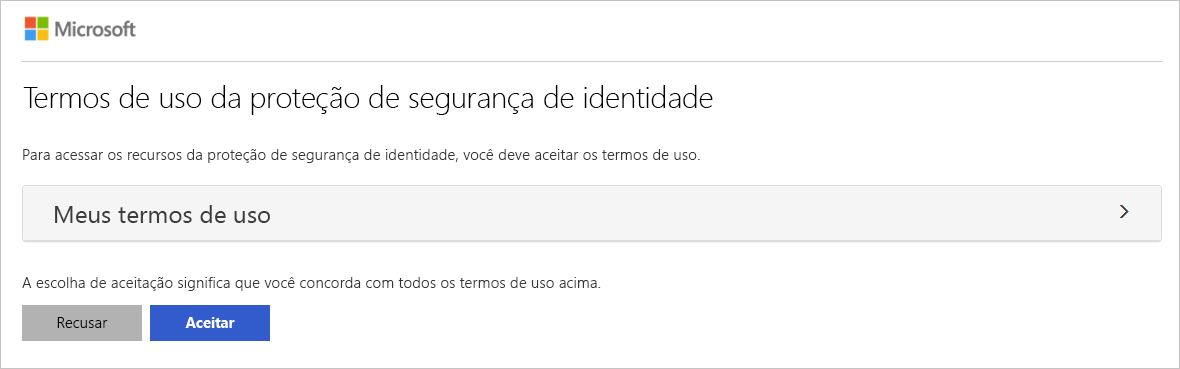 Microsoft
Termos de uso da proteção de segurança de identidade
Para acessar os recursos da proteção de segurança de identidade, você deve aceitar os termos de uso.
Meus termos de uso
A escolha de aceitação significa que você concorda com todos os termos de uso acima.
Recusar Aceitar